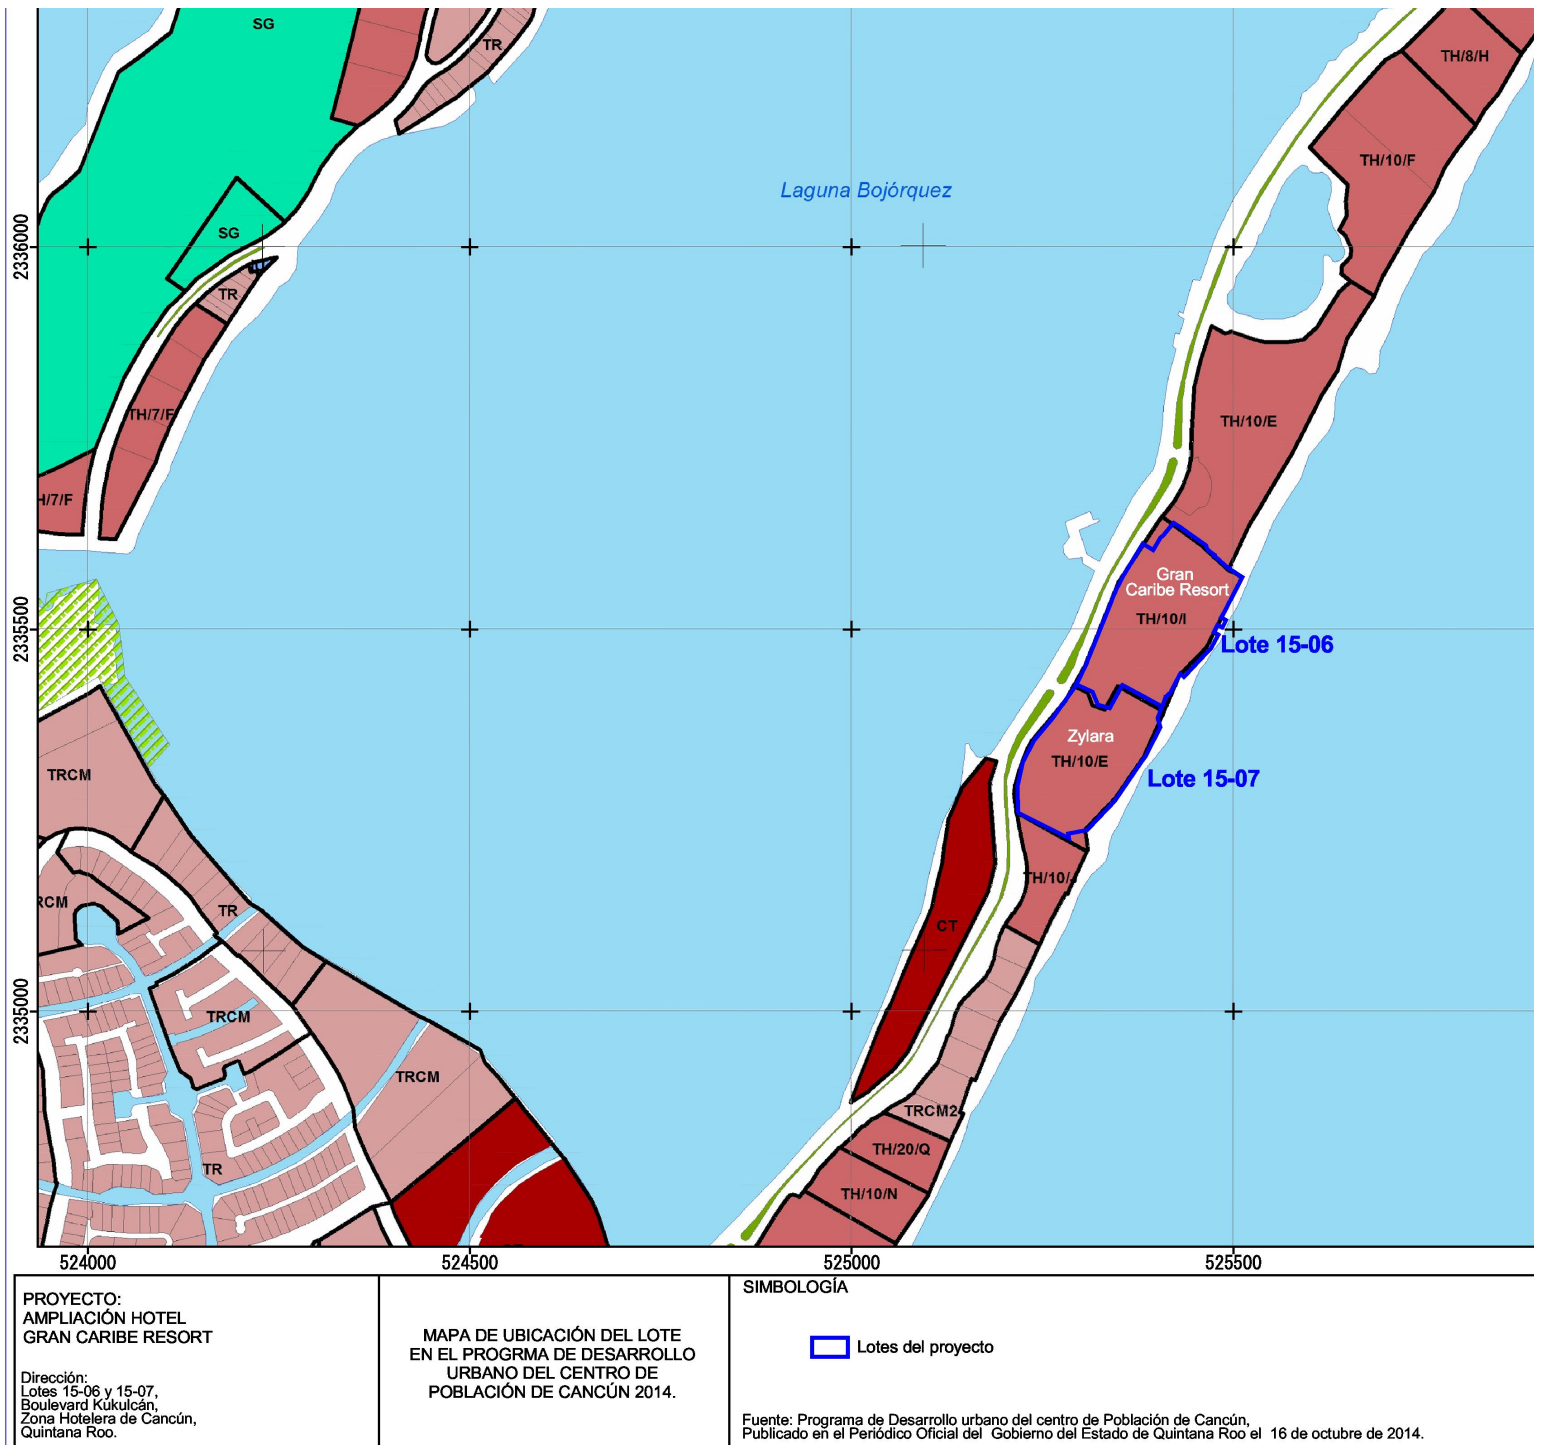 SG
TR
TH/8/H
TH/10/F
Laguna Bojórquez
SG
2336000
TR
TH/7/F
TH/10/E
H/7/F
Gran
Caribe Resort
TH/10/I
2335500
Lote 15-06
Zylara
TH/10/E
Lote 15-07
TRCM
TH/10/
RCM
TR
CT
2335000
TRCM
TRCM
TRCM2
TH/20/Q
TR
TH/10/N
524000
524500
525000
525500
PROYECTO:
AMPLIACIÓN HOTEL
GRAN CARIBE RESORT
Dirección:
Lotes 15-06 y 15-07,
Boulevard Kukulcán,
Zona Hotelera de Cancún,
Quintana Roo.
MAPA DE UBICACIÓN DEL LOTE
EN EL PROGRMA DE DESARROLLO
URBANO DEL CENTRO DE
POBLACIÓN DE CANCÚN 2014.
SIMBOLOGÍA
Lotes del proyecto
Fuente: Programa de Desarrollo urbano del centro de Población de Cancún,
Publicado en el Periódico Oficial del Gobierno del Estado de Quintana Roo el 16 de octubre de 2014.